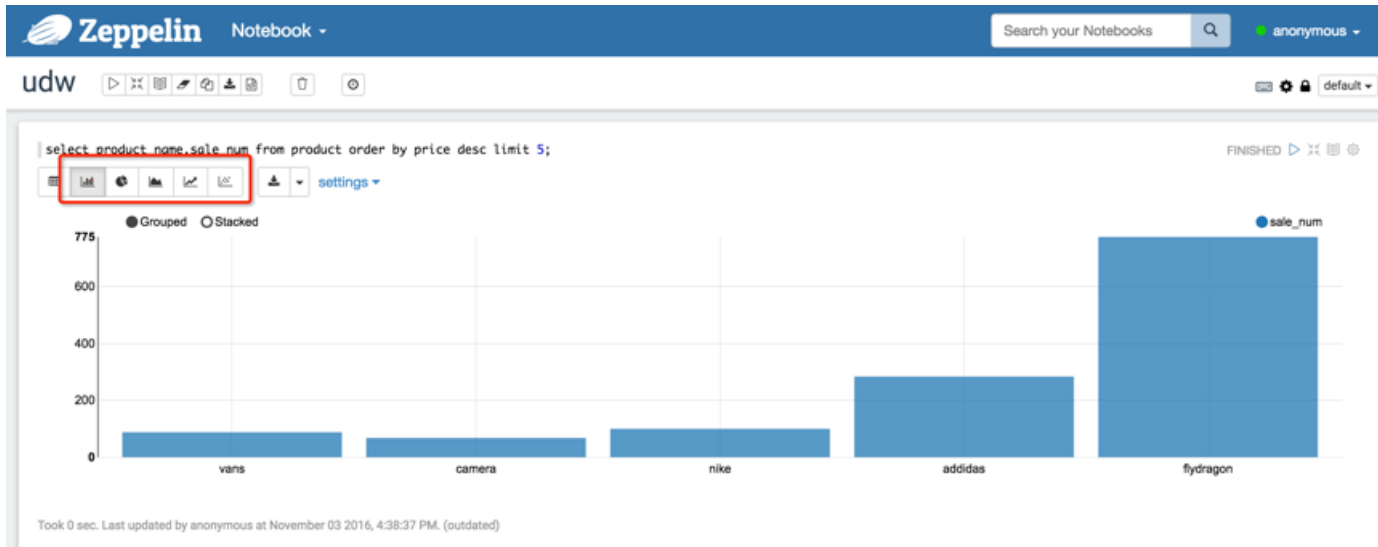 Zeppelin Notebook Search your Notebooks anonymous
udw default
select product_name,sale_num from product order by price desc limit 5;
FINISHED
settings
Grouped Stacked sale_num
775
600
400
200
0
vans camera nike addidas flydragon
Took 0 sec. Last updated by anonymous at November 03 2016, 4:38:37 PM. (outdated)